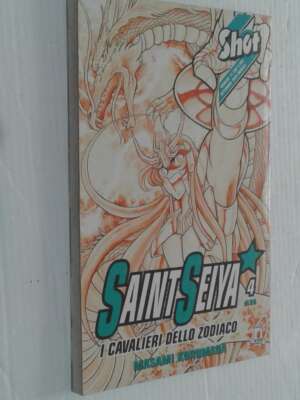 Shot
SAINT SEIYA
4
I CAVALIERI DELLO ZODIACO
MASAMI KURUMADA